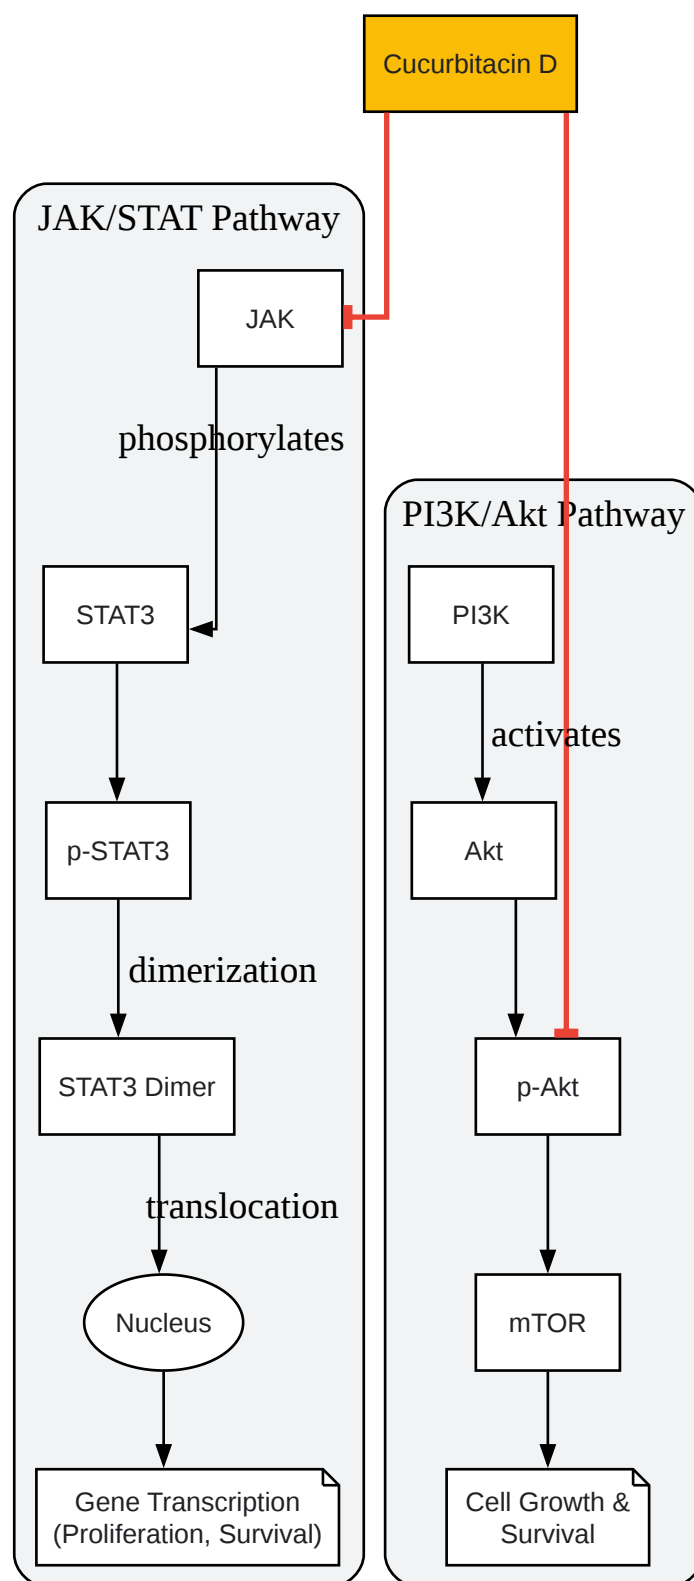 Cucurbitacin D
JAK/STAT Pathway
JAK
phosphorylates
STAT3
p-STAT3
dimerization
STAT3 Dimer
translocation
Nucleus
Gene Transcription
(Proliferation, Survival)
PI3K/Akt Pathway
PI3K
activates
Akt
p-Akt
mTOR
Cell Growth &
Survival